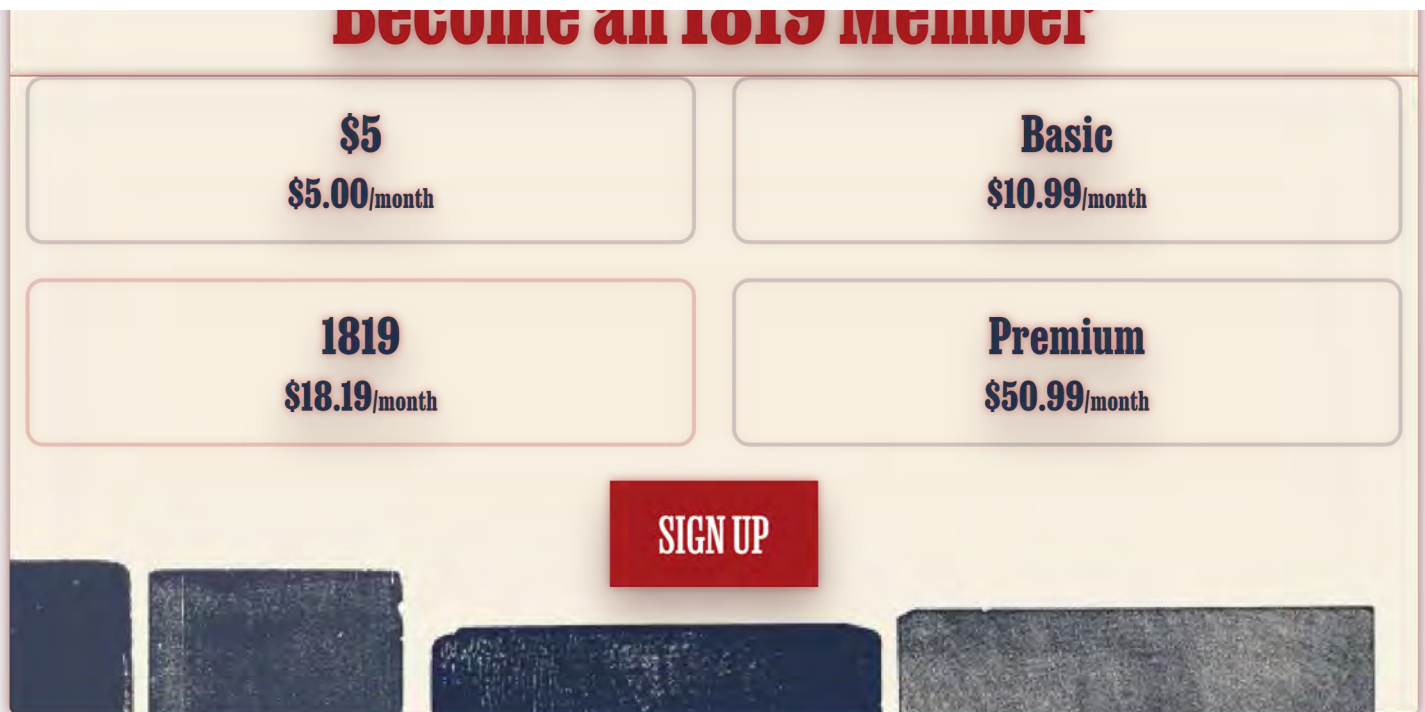 Become an 1819 Member
$5
$5.00/month
Basic
$10.99/month
1819
$18.19/month
Premium
$50.99/month
SIGN UP